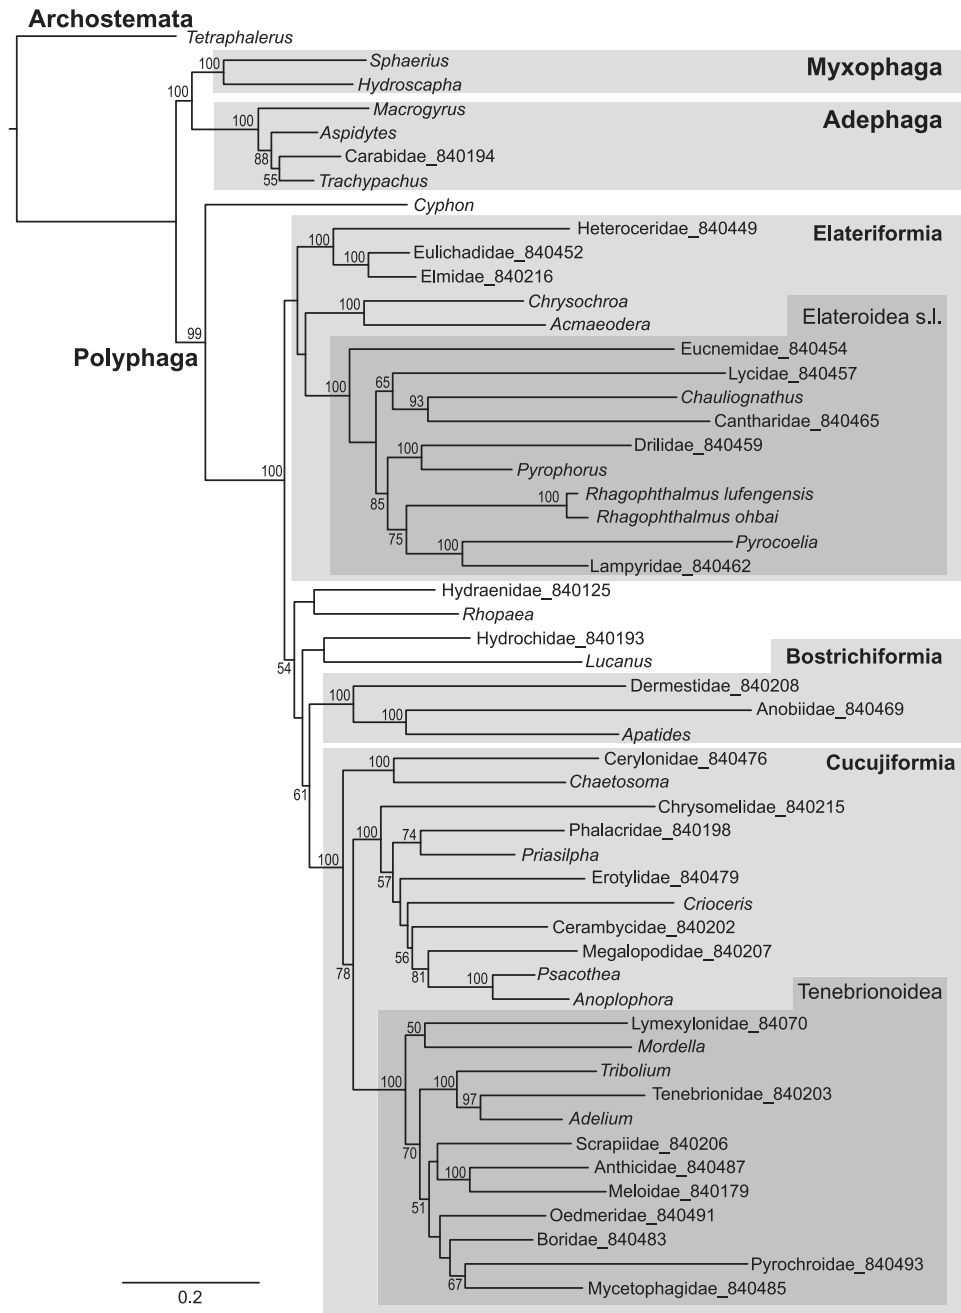 Archostemata
Tetraphalerus
Sphaerius
100
Myxophaga
Hydroscapha
100
Macrogyrus
Adephaga
100
Aspidytes
88
Carabidae_840194
55
Trachypachus
Cyphon
Heteroceridae_840449
Elateriformia
100
Eulichadidae_840452
100
Elmidae_840216
Chrysochroa
100
Elateroidea s.l.
Acmaeodera
99
Polyphaga
Eucnemidae_840454
Lycidae_840457
100
65
Chauliognathus
93
Cantharidae_840465
Drilidae_840459
100
Pyrophorus
100
Rhagophthalmus lufengensis
100
85
Rhagophthalmus ohbai
75
Pyrocoelia
100
Lampyridae_840462
Hydraenidae_840125
Rhopaea
Hydrochidae_840193
Bostrichiformia
54
Lucanus
Dermestidae_840208
100
Anobiidae_840469
100
Apatides
Cerylonidae_840476
Cucujiformia
100
Chaetosoma
61
Chrysomelidae_840215
100
Phalacridae_840198
74
Priasilpha
100
57
Erotylidae_840479
Crioceris
Cerambycidae_840202
56
Megalopodidae_840207
78
81
Psacothea
100
Anoplophora
Tenebrionoidea
Lymexylonidae_84070
50
Mordella
Tribolium
100
100
Tenebrionidae_840203
97
Adelium
Scrapiidae_840206
70
Anthicidae_840487
100
Meloidae_840179
51
Oedmeridae_840491
Boridae_840483
Pyrochroidae_840493
67
Mycetophagidae_840485
0.2